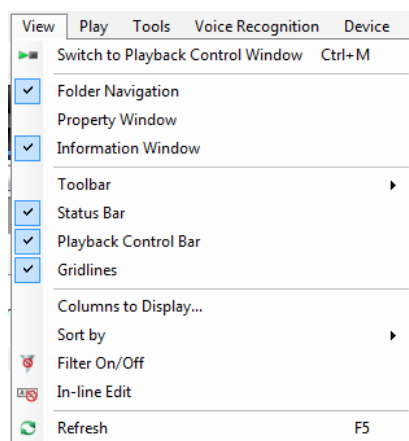 View Play Tools Voice Recognition Device
Switch to Playback Control Window Ctrl+M
Folder Navigation
Property Window
Information Window
Toolbar
Status Bar
Playback Control Bar
Gridlines
Columns to Display...
Sort by
Filter On/Off
In-line Edit
Refresh F5